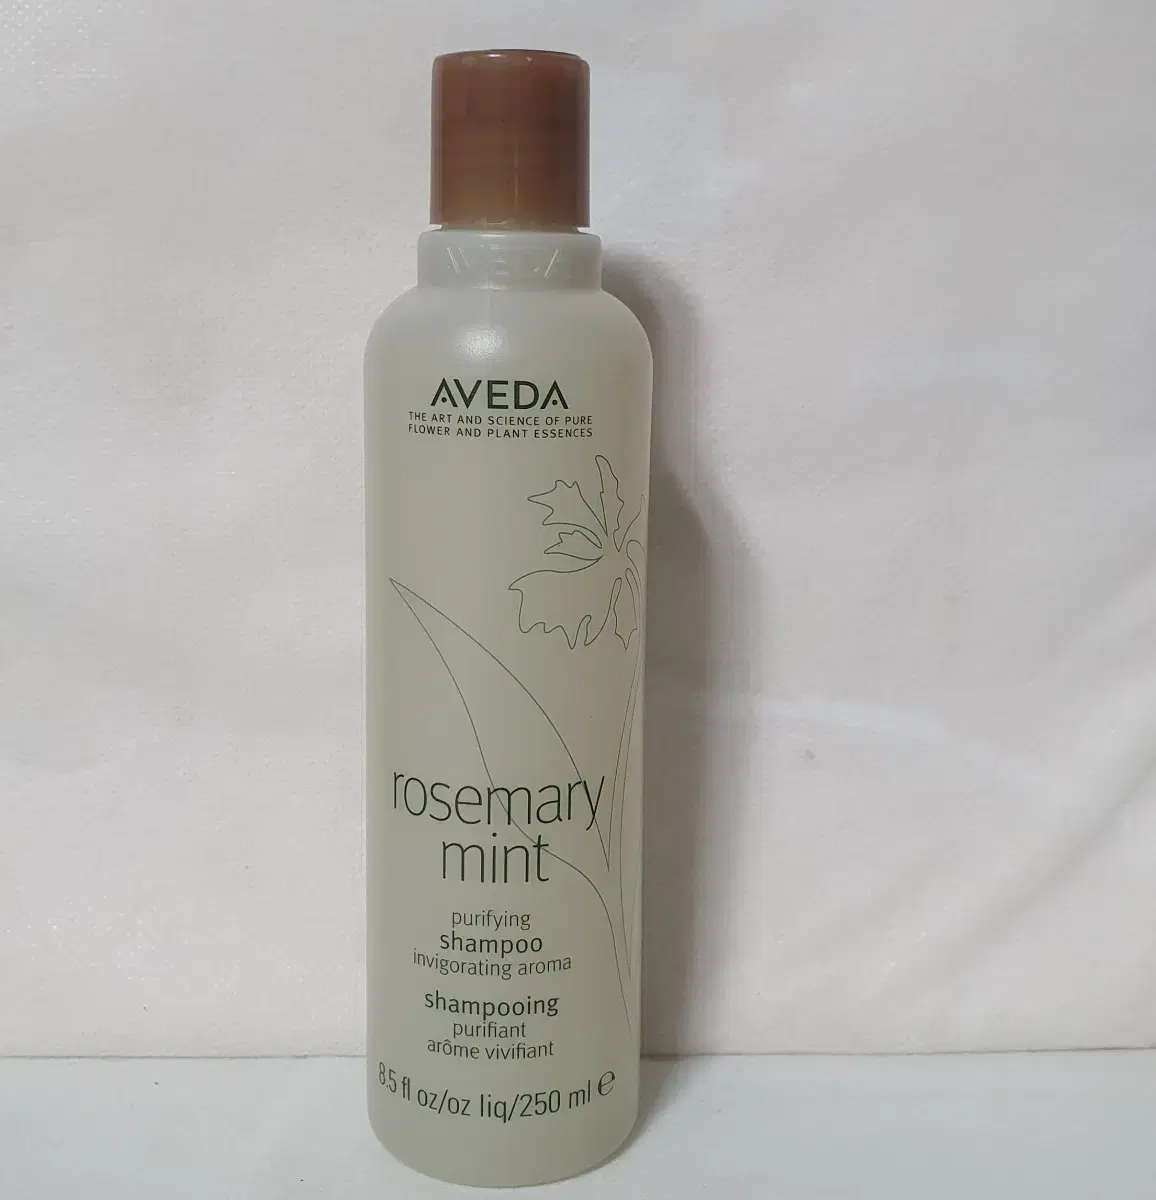 AVEDA
AVEDA
THE ART AND SCIENCE OF PURE
FLOWER AND PLANT ESSENCES
rosemary
mint
purifying
shampoo
invigorating aroma
shampooing
purifiant
arôme vivifiant
8.5 fl oz/oz liq/250 ml ℮